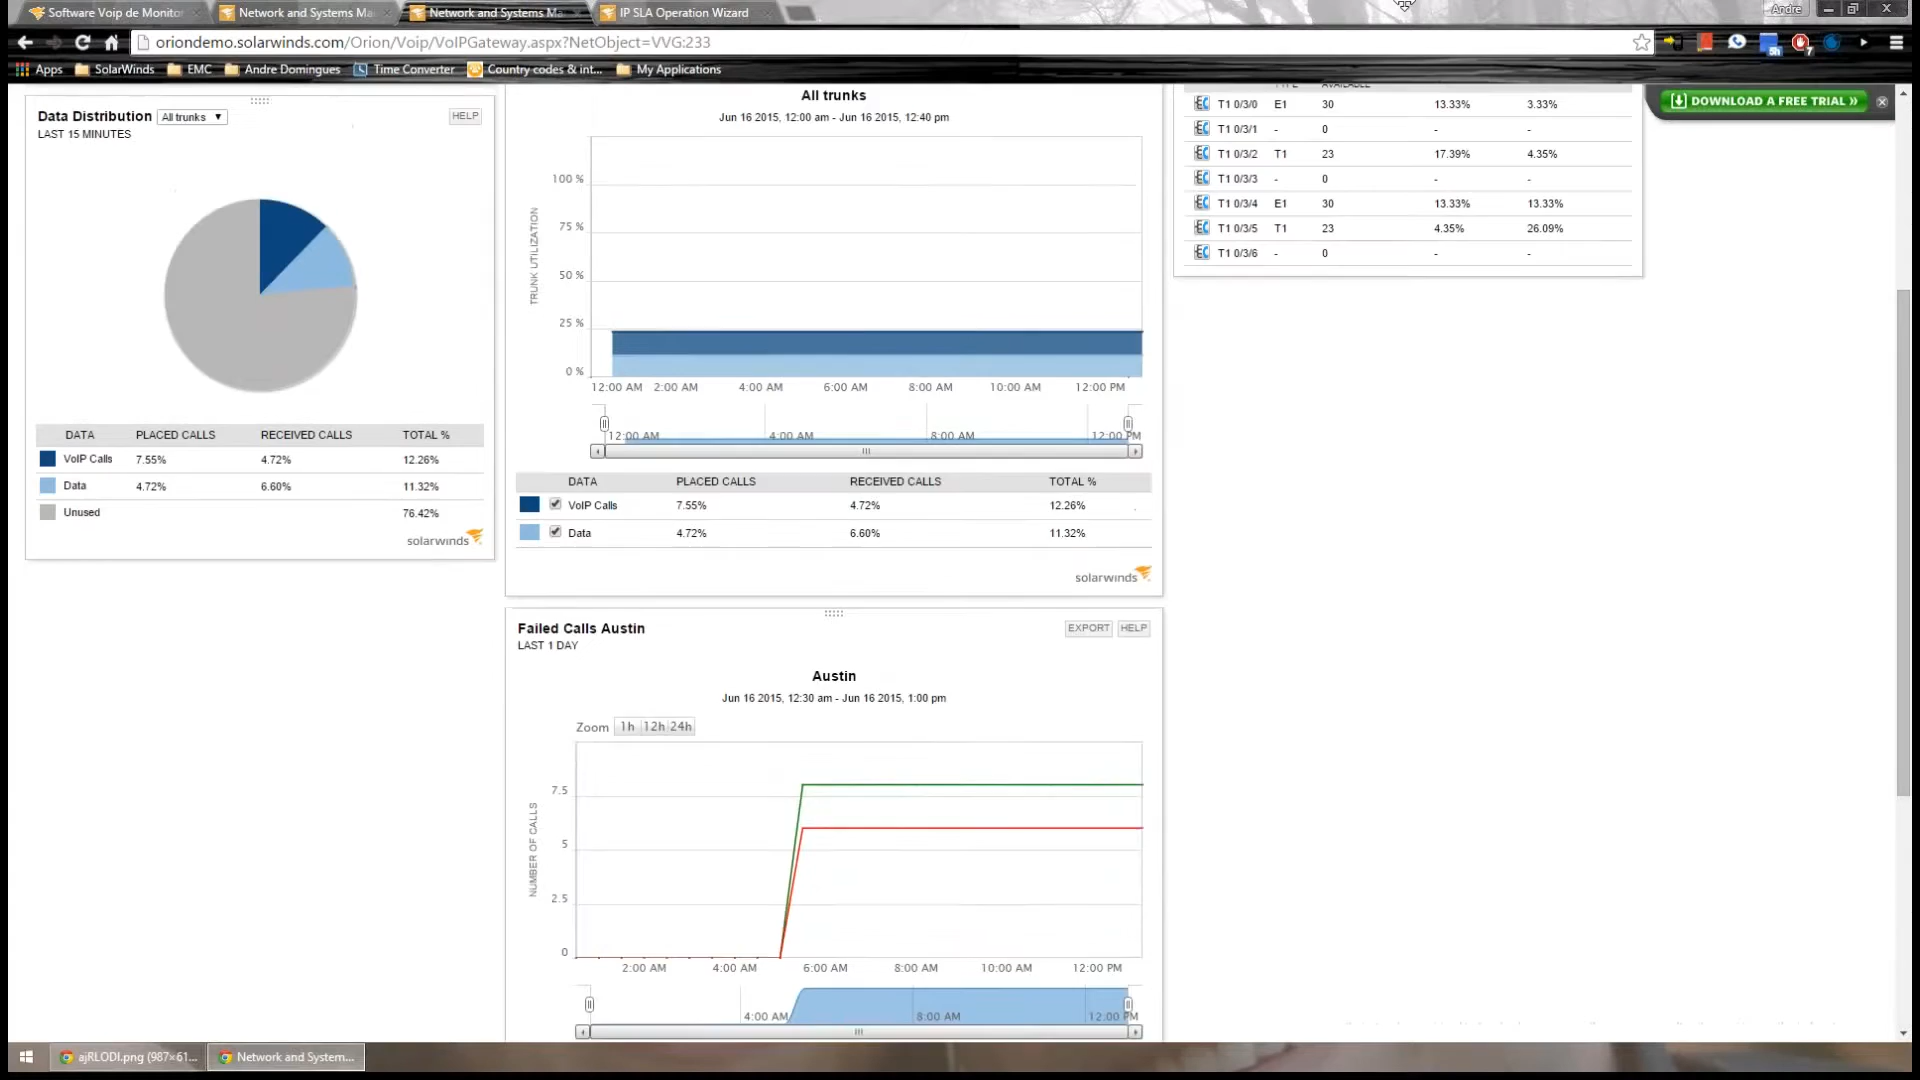 Software Voip de Monitor
Network and Systems Ma
Network and Systems Ma
IP SLA Operation Wizard
Andre
oriondemo.solarwinds.com/Orion/Voip/VoIPGateway.aspx?NetObject=VVG:233
Apps SolarWinds EMC Andre Domingues Time Converter Country codes & int... My Applications
Data Distribution All trunks HELP
LAST 15 MINUTES
DATA PLACED CALLS RECEIVED CALLS TOTAL %
VoIP Calls 7.55% 4.72% 12.26%
Data 4.72% 6.60% 11.32%
Unused 76.42%
solarwinds
All trunks
Jun 16 2015, 12:00 am - Jun 16 2015, 12:40 pm
TRUNK UTILIZATION
100 %
75 %
50 %
25 %
0 %
12:00 AM 2:00 AM 4:00 AM 6:00 AM 8:00 AM 10:00 AM 12:00 PM
12:00 AM 4:00 AM 8:00 AM 12:00 PM
DATA PLACED CALLS RECEIVED CALLS TOTAL %
VoIP Calls 7.55% 4.72% 12.26%
Data 4.72% 6.60% 11.32%
solarwinds
Failed Calls Austin EXPORT HELP
LAST 1 DAY
Austin
Jun 16 2015, 12:30 am - Jun 16 2015, 1:00 pm
Zoom 1h 12h 24h
NUMBER OF CALLS
7.5
5
2.5
0
2:00 AM 4:00 AM 6:00 AM 8:00 AM 10:00 AM 12:00 PM
4:00 AM 8:00 AM 12:00 PM
TYPE AVAILABLE
T1 0/3/0 E1 30 13.33% 3.33%
T1 0/3/1 - 0 - -
T1 0/3/2 T1 23 17.39% 4.35%
T1 0/3/3 - 0 - -
T1 0/3/4 E1 30 13.33% 13.33%
T1 0/3/5 T1 23 4.35% 26.09%
T1 0/3/6 - 0 - -
DOWNLOAD A FREE TRIAL »
ajRLODI.png (987×61...
Network and System...